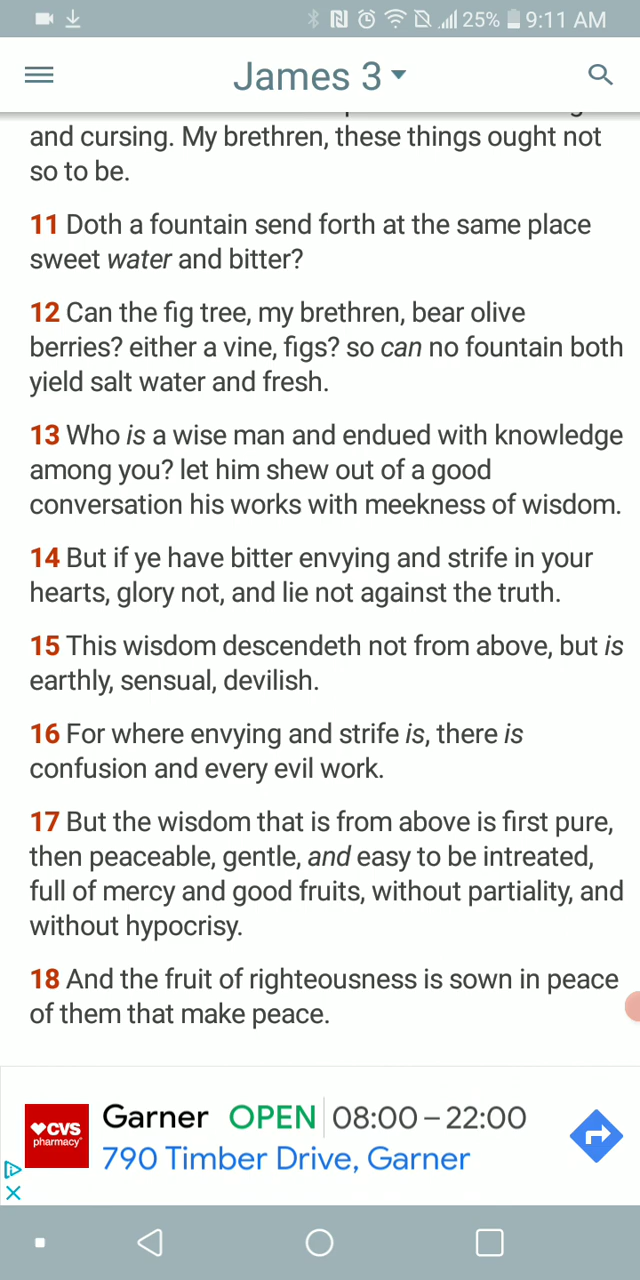 25% 9:11 AM
James 3
and cursing. My brethren, these things ought not
so to be.
11 Doth a fountain send forth at the same place
sweet water and bitter?
12 Can the fig tree, my brethren, bear olive
berries? either a vine, figs? so can no fountain both
yield salt water and fresh.
13 Who is a wise man and endued with knowledge
among you? let him shew out of a good
conversation his works with meekness of wisdom.
14 But if ye have bitter envying and strife in your
hearts, glory not, and lie not against the truth.
15 This wisdom descendeth not from above, but is
earthly, sensual, devilish.
16 For where envying and strife is, there is
confusion and every evil work.
17 But the wisdom that is from above is first pure,
then peaceable, gentle, and easy to be intreated,
full of mercy and good fruits, without partiality, and
without hypocrisy.
18 And the fruit of righteousness is sown in peace
of them that make peace.
CVS
pharmacy
Garner OPEN 08:00 – 22:00
790 Timber Drive, Garner